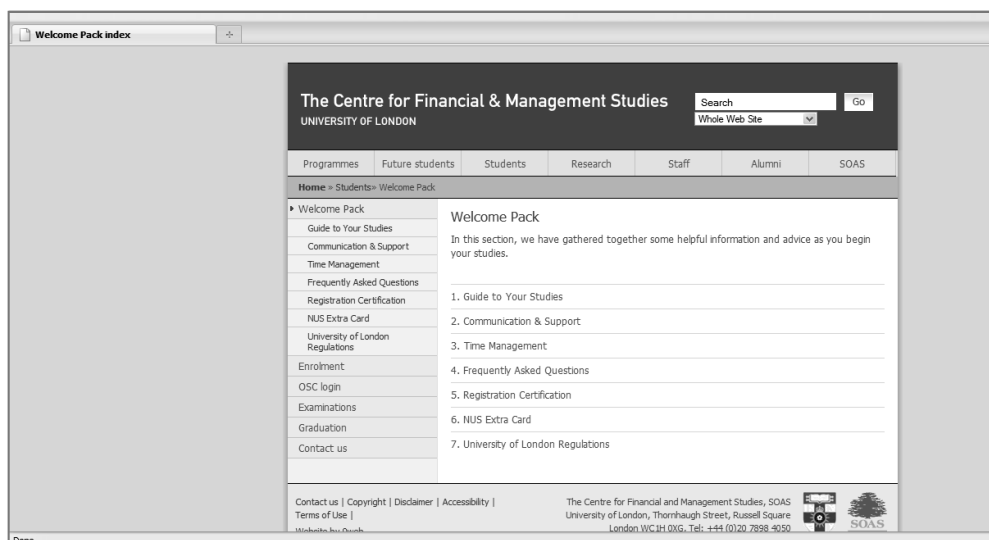 Welcome Pack index
The Centre for Financial & Management Studies
UNIVERSITY OF LONDON
Search
Go
Whole Web Site
Programmes Future students Students Research Staff Alumni SOAS
Home » Students» Welcome Pack
Welcome Pack
Guide to Your Studies
Communication & Support
Time Management
Frequently Asked Questions
Registration Certification
NUS Extra Card
University of London
Regulations
Enrolment
OSC login
Examinations
Graduation
Contact us
Welcome Pack
In this section, we have gathered together some helpful information and advice as you begin
your studies.
1. Guide to Your Studies
2. Communication & Support
3. Time Management
4. Frequently Asked Questions
5. Registration Certification
6. NUS Extra Card
7. University of London Regulations
Contact us | Copyright | Disclaimer | Accessibility |
Terms of Use |
Website by 9web
The Centre for Financial and Management Studies, SOAS
University of London, Thornhaugh Street, Russell Square
London WC1H 0XG. Tel: +44 (0)20 7898 4050
SOAS
Done